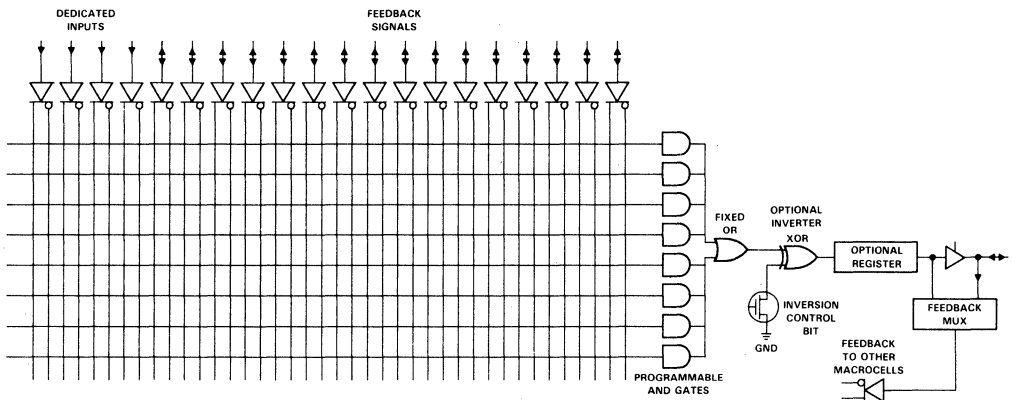 DEDICATED
INPUTS
FEEDBACK
SIGNALS
FIXED
OR
OPTIONAL
INVERTER
XOR
OPTIONAL
REGISTER
INVERSION
CONTROL
BIT
GND
FEEDBACK
MUX
FEEDBACK
TO OTHER
MACROCELLS
PROGRAMMABLE
AND GATES